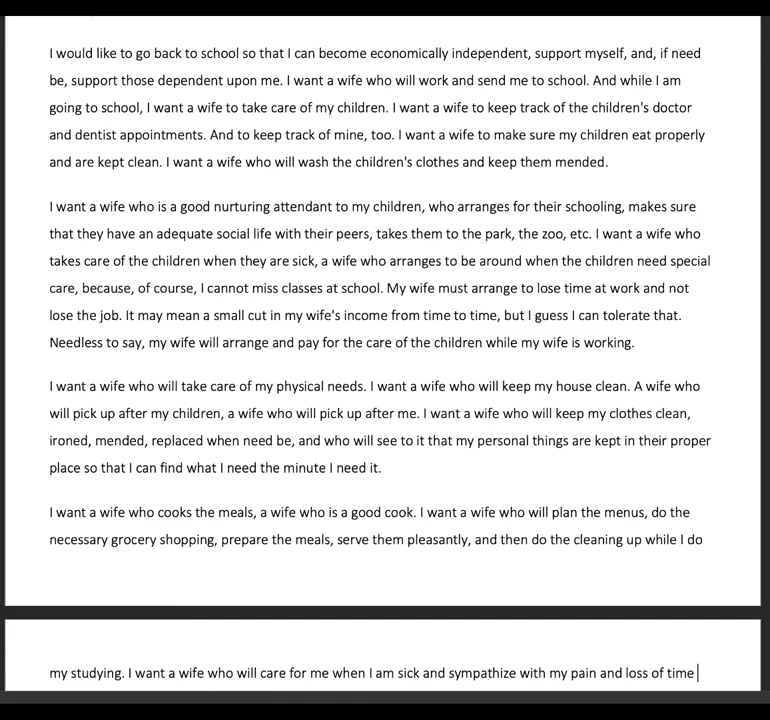 I would like to go back to school so that I can become economically independent, support myself, and, if need
be, support those dependent upon me. I want a wife who will work and send me to school. And while I am
going to school, I want a wife to take care of my children. I want a wife to keep track of the children's doctor
and dentist appointments. And to keep track of mine, too. I want a wife to make sure my children eat properly
and are kept clean. I want a wife who will wash the children's clothes and keep them mended.
I want a wife who is a good nurturing attendant to my children, who arranges for their schooling, makes sure
that they have an adequate social life with their peers, takes them to the park, the zoo, etc. I want a wife who
takes care of the children when they are sick, a wife who arranges to be around when the children need special
care, because, of course, I cannot miss classes at school. My wife must arrange to lose time at work and not
lose the job. It may mean a small cut in my wife's income from time to time, but I guess I can tolerate that.
Needless to say, my wife will arrange and pay for the care of the children while my wife is working.
I want a wife who will take care of my physical needs. I want a wife who will keep my house clean. A wife who
will pick up after my children, a wife who will pick up after me. I want a wife who will keep my clothes clean,
ironed, mended, replaced when need be, and who will see to it that my personal things are kept in their proper
place so that I can find what I need the minute I need it.
I want a wife who cooks the meals, a wife who is a good cook. I want a wife who will plan the menus, do the
necessary grocery shopping, prepare the meals, serve them pleasantly, and then do the cleaning up while I do
my studying. I want a wife who will care for me when I am sick and sympathize with my pain and loss of time